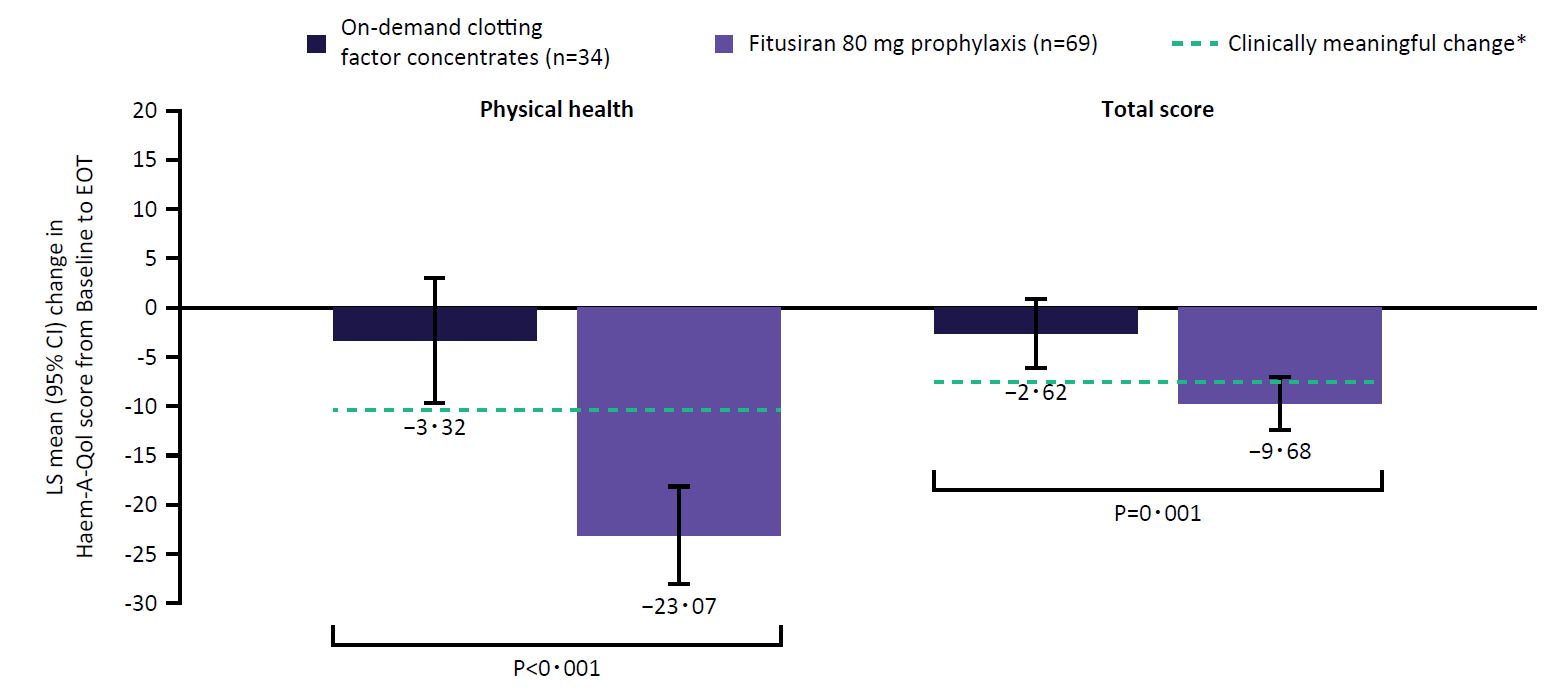 On-demand clotting
factor concentrates (n=34)
Fitusiran 80 mg prophylaxis (n=69)
Clinically meaningful change*
Physical health
Total score
LS mean (95% CI) change in
Haem-A-Qol score from Baseline to EOT
20
15
10
5
0
-5
-10
-15
-20
-25
-30
−3·32
−23·07
P<0·001
−2·62
−9·68
P=0·001